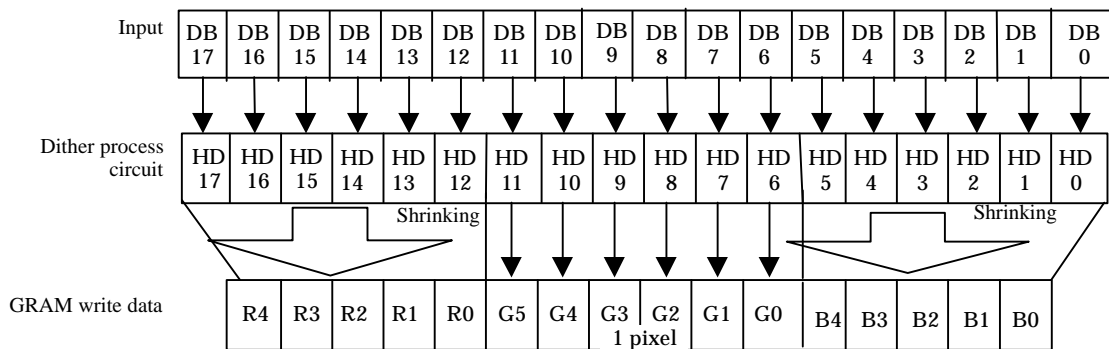 Input
DB DB DB DB DB DB DB DB DB DB DB DB DB DB DB DB DB DB
17 16 15 14 13 12 11 10 9 8 7 6 5 4 3 2 1 0
Dither process
circuit
HD HD HD HD HD HD HD HD HD HD HD HD HD HD HD HD HD HD
17 16 15 14 13 12 11 10 9 8 7 6 5 4 3 2 1 0
Shrinking Shrinking
GRAM write data
R4 R3 R2 R1 R0 G5 G4 G3 G2 G1 G0 B4 B3 B2 B1 B0
1 pixel